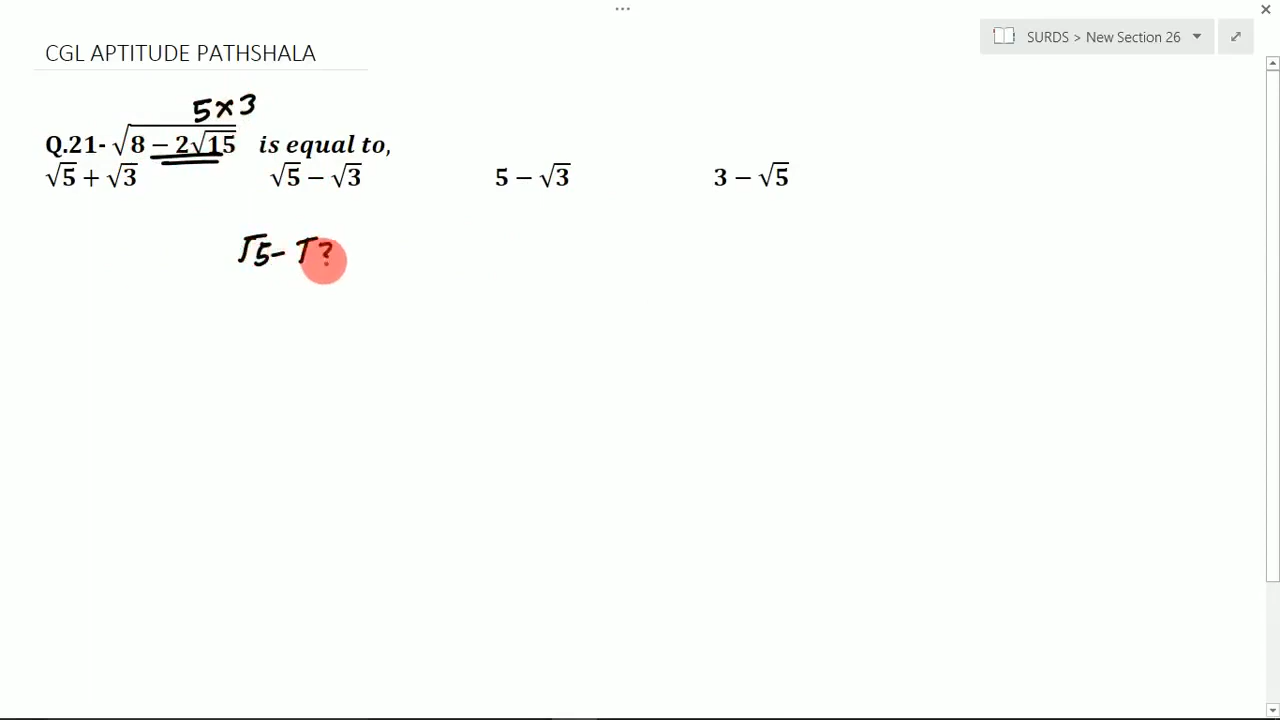 ...
SURDS > New Section 26
CGL APTITUDE PATHSHALA
5×3
Q.21- √(8 − 2√15) is equal to,
√5 + √3 √5 − √3 5 − √3 3 − √5
√5 - √3